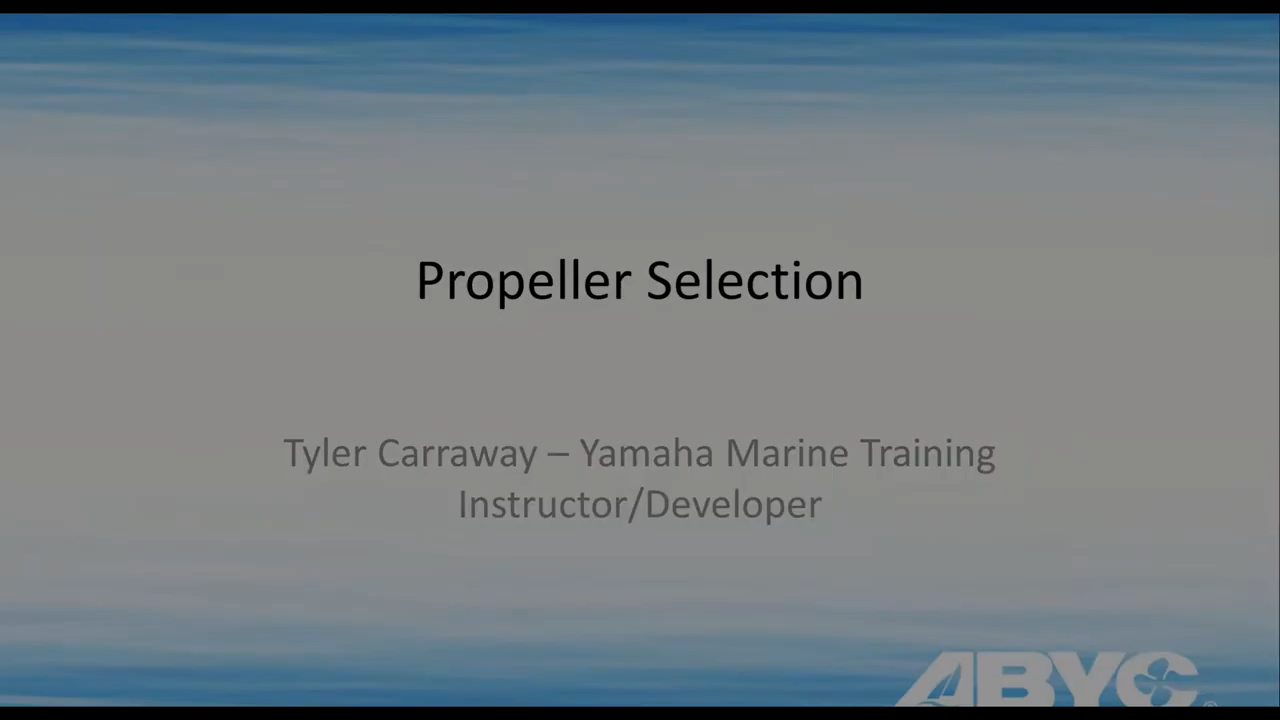 Propeller Selection
Tyler Carraway – Yamaha Marine Training
Instructor/Developer
ABYC
®